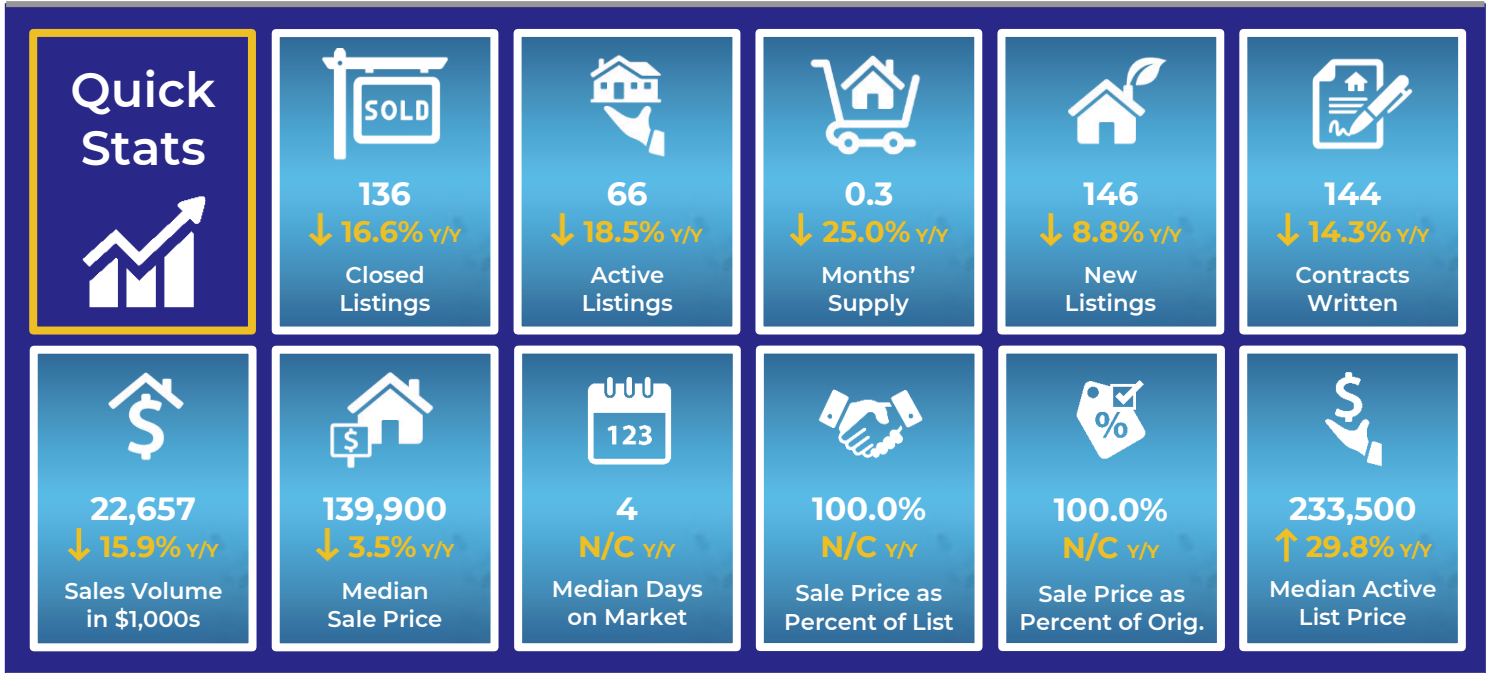 Quick
Stats
SOLD
136
↓ 16.6% Y/Y
Closed
Listings
66
↓ 18.5% Y/Y
Active
Listings
0.3
↓ 25.0% Y/Y
Months’
Supply
146
↓ 8.8% Y/Y
New
Listings
144
↓ 14.3% Y/Y
Contracts
Written
$
22,657
↓ 15.9% Y/Y
Sales Volume
in $1,000s
$
139,900
↓ 3.5% Y/Y
Median
Sale Price
123
4
N/C Y/Y
Median Days
on Market
100.0%
N/C Y/Y
Sale Price as
Percent of List
%
100.0%
N/C Y/Y
Sale Price as
Percent of Orig.
$
233,500
↑ 29.8% Y/Y
Median Active
List Price